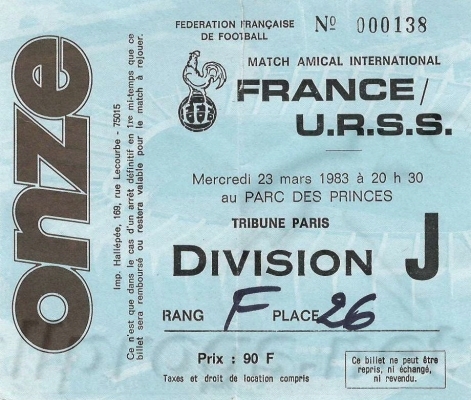 onze
Imp. Hallépée, 169, rue Lecourbe - 75015
Ce n'est que dans le cas d'un arrêt définitif en 1re mi-temps que ce
billet sera remboursé ou restera valable pour le match à rejouer.
FEDERATION FRANÇAISE
DE FOOTBALL
Nº 000138
MATCH AMICAL INTERNATIONAL
FFF
FRANCE/
U.R.S.S.
Mercredi 23 mars 1983 à 20 h 30
au PARC DES PRINCES
TRIBUNE PARIS
DIVISION J
RANG F PLACE 26
Prix : 90 F
Taxes et droit de location compris
Ce billet ne peut être
repris, ni échangé,
ni revendu.